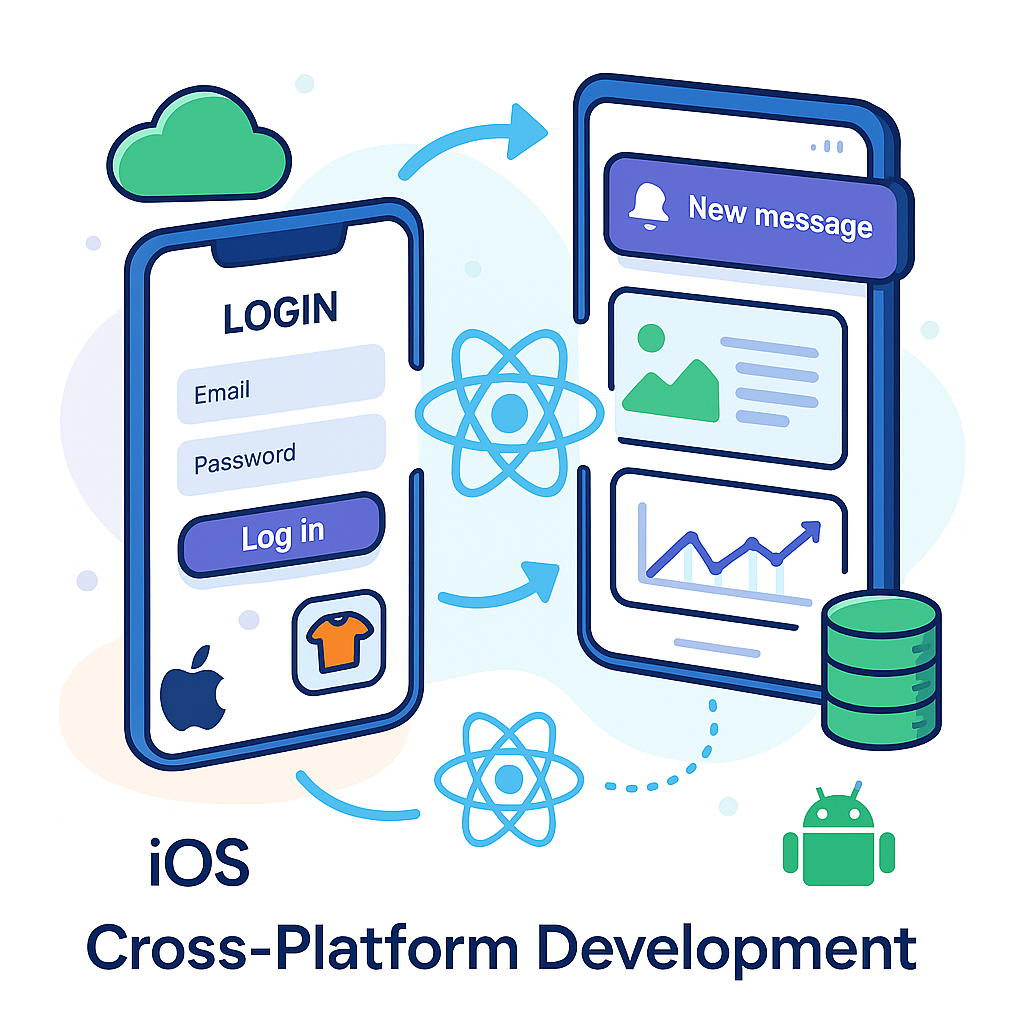 LOGIN
Email
Password
Log in
New message
iOS
Cross-Platform Development